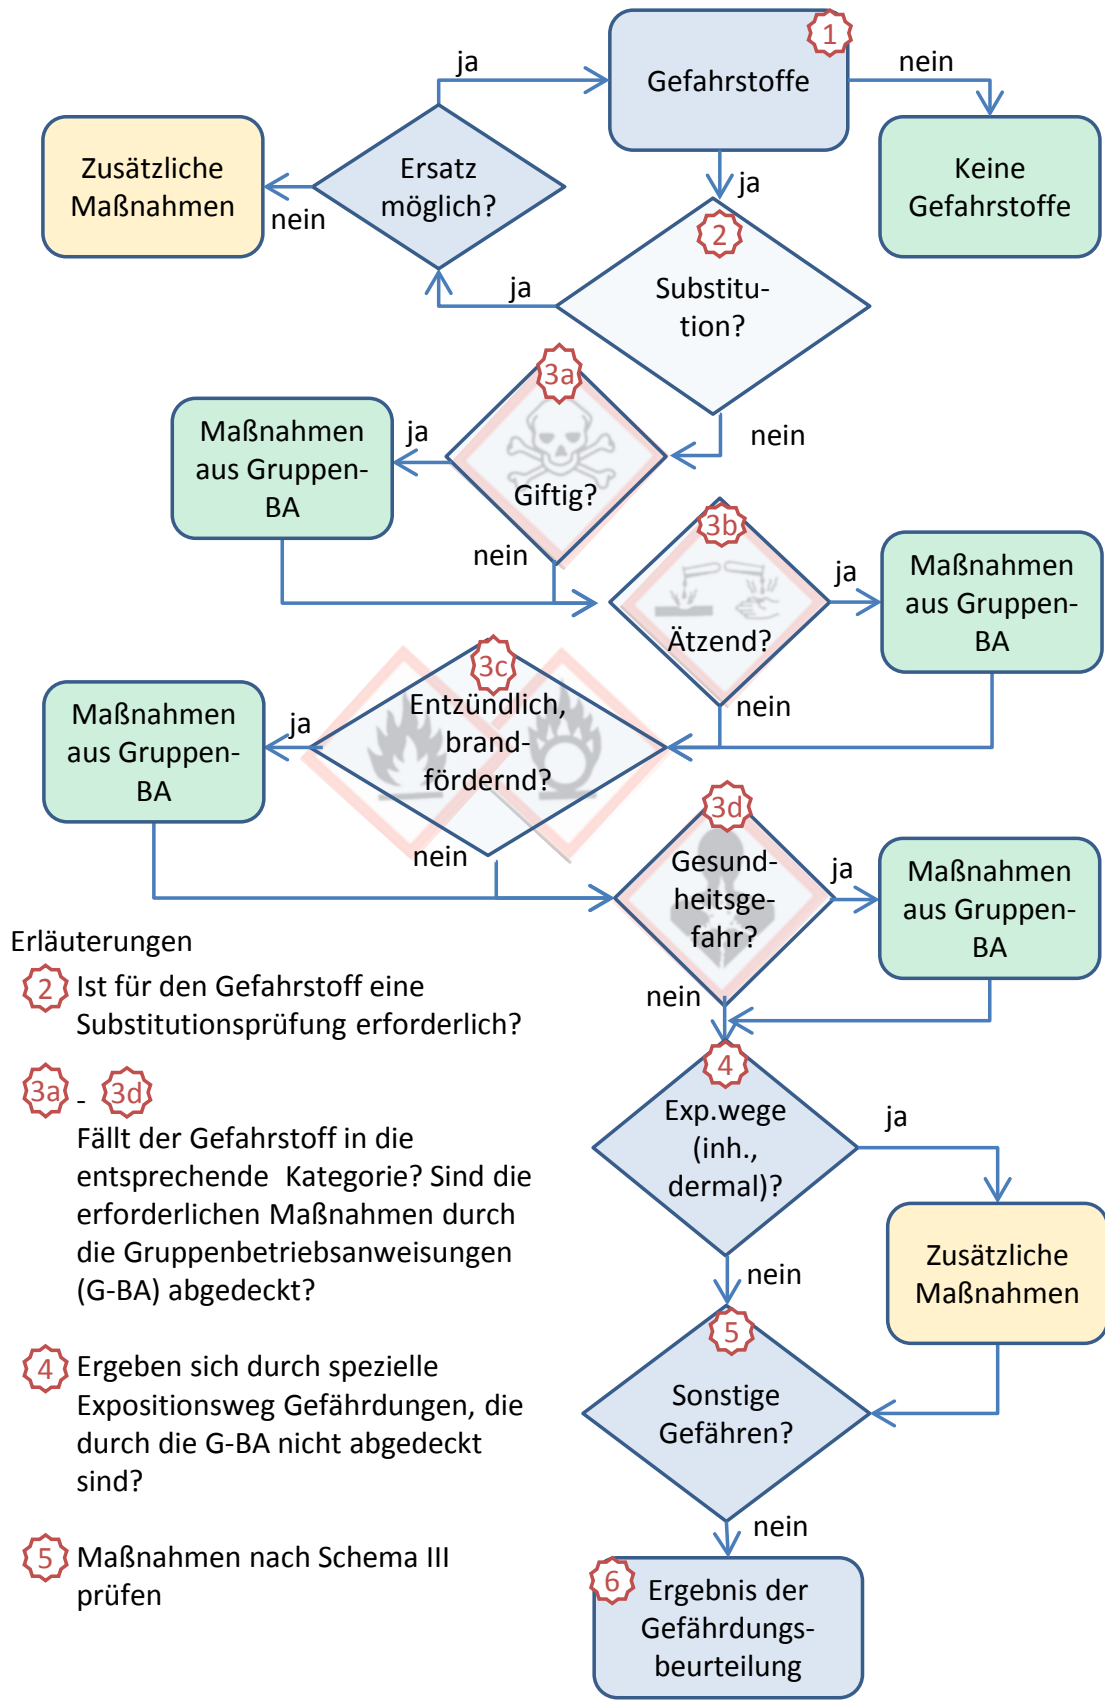 1
ja
nein
Gefahrstoffe
Zusätzliche
Maßnahmen
Ersatz
möglich?
Keine
Gefahrstoffe
nein
ja
2
ja
Substitu-
tion?
3a
nein
Maßnahmen
aus Gruppen-
BA
ja
Giftig?
3b
nein
ja
Maßnahmen
aus Gruppen-
BA
Ätzend?
3c
nein
Maßnahmen
aus Gruppen-
BA
ja
Entzündlich,
brand-
fördernd?
3d
nein
Gesund-
heitsge-
fahr?
ja
Maßnahmen
aus Gruppen-
BA
nein
Erläuterungen
2 Ist für den Gefahrstoff eine
Substitutionsprüfung erforderlich?
3a - 3d
Fällt der Gefahrstoff in die
entsprechende Kategorie? Sind die
erforderlichen Maßnahmen durch
die Gruppenbetriebsanweisungen
(G-BA) abgedeckt?
4 Ergeben sich durch spezielle
Expositionsweg Gefährdungen, die
durch die G-BA nicht abgedeckt
sind?
5 Maßnahmen nach Schema III
prüfen
4
Exp.wege
(inh.,
dermal)?
ja
nein
Zusätzliche
Maßnahmen
5
Sonstige
Gefähren?
nein
6
Ergebnis der
Gefährdungs-
beurteilung